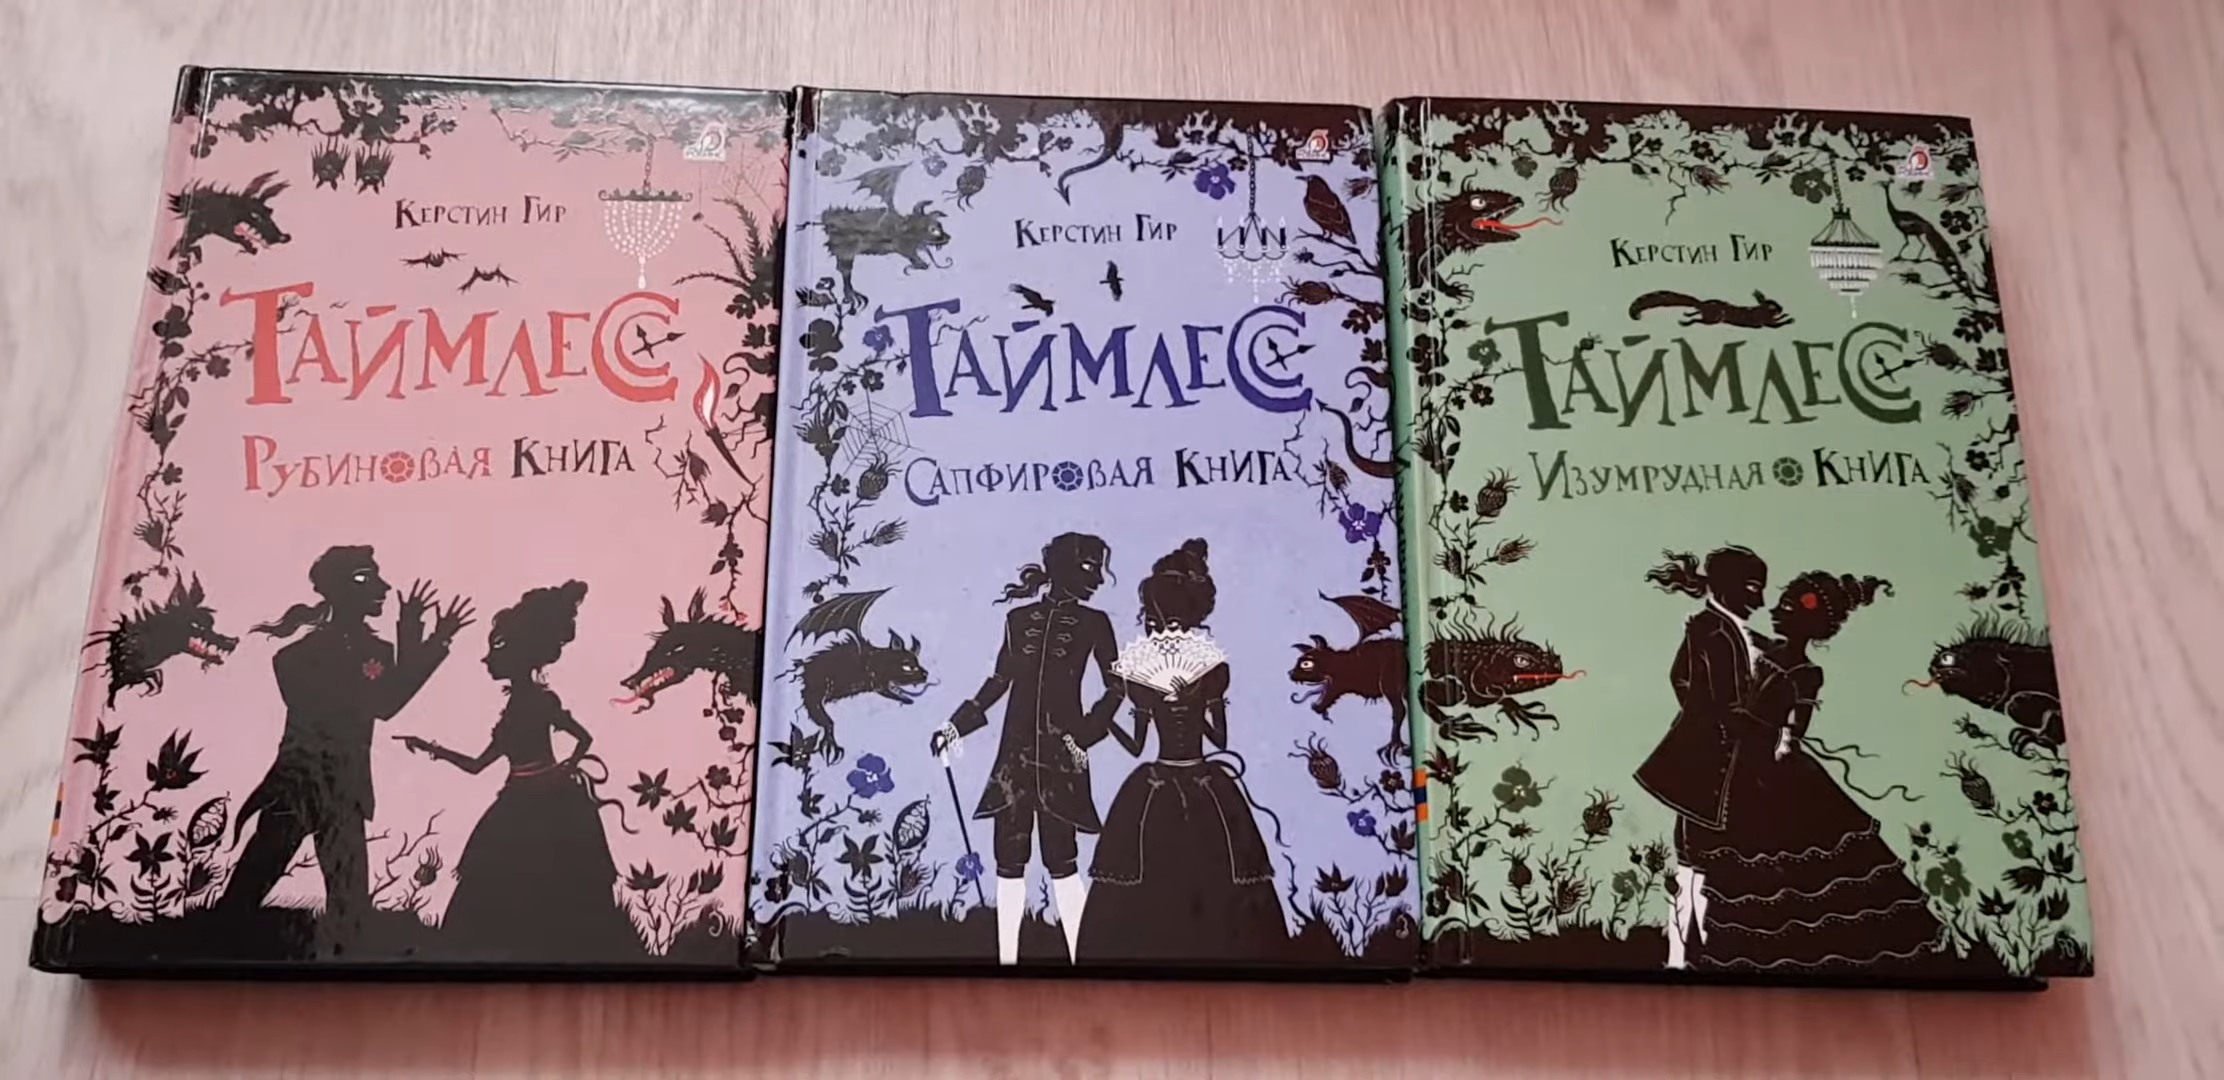 Керстин Гир
Таймлесс
Рубиновая Книга
Керстин Гир
Таймлесс
Сапфировая Книга
Керстин Гир
Таймлесс
Изумрудная Книга